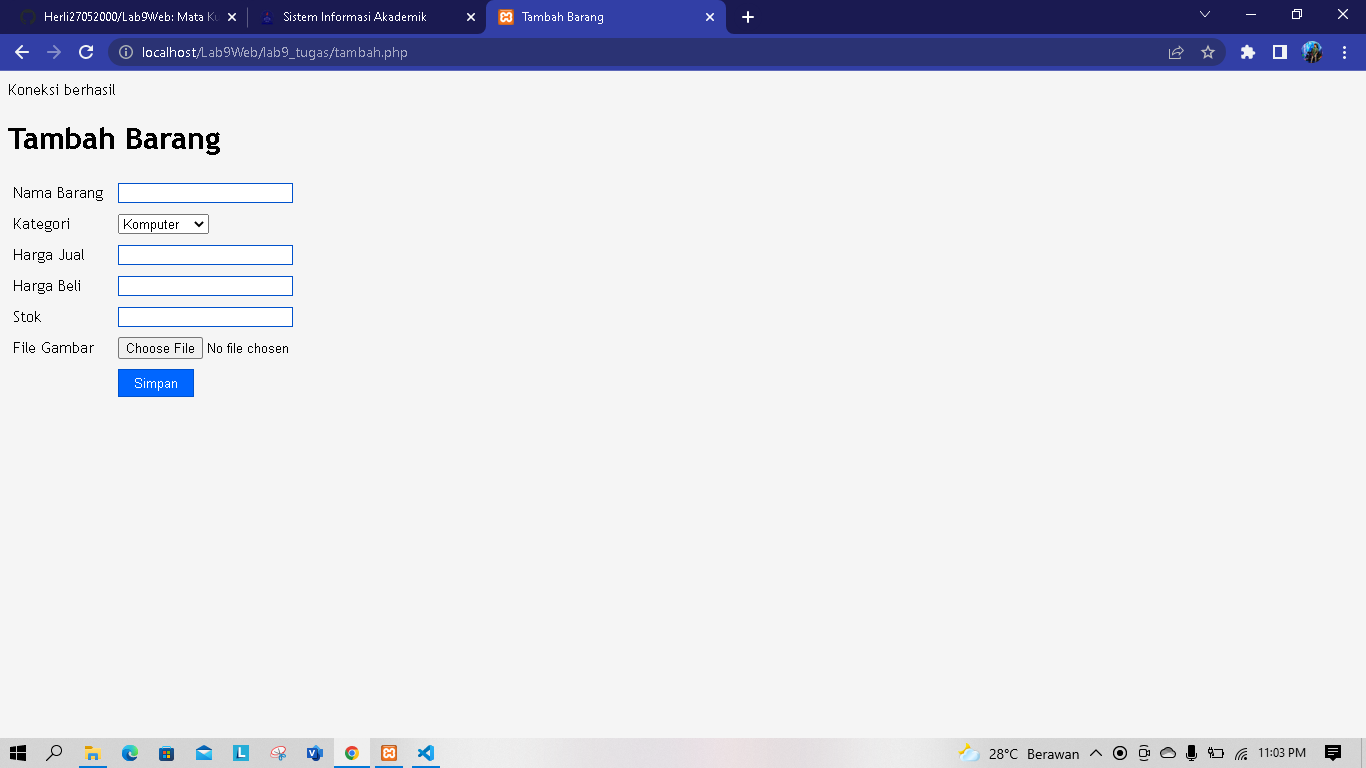 Herli27052000/Lab9Web: Mata Ku
Sistem Informasi Akademik
Tambah Barang
localhost/Lab9Web/lab9_tugas/tambah.php
Koneksi berhasil
Tambah Barang
Nama Barang
Kategori Komputer
Harga Jual
Harga Beli
Stok
File Gambar Choose File No file chosen
Simpan
28°C Berawan 11:03 PM